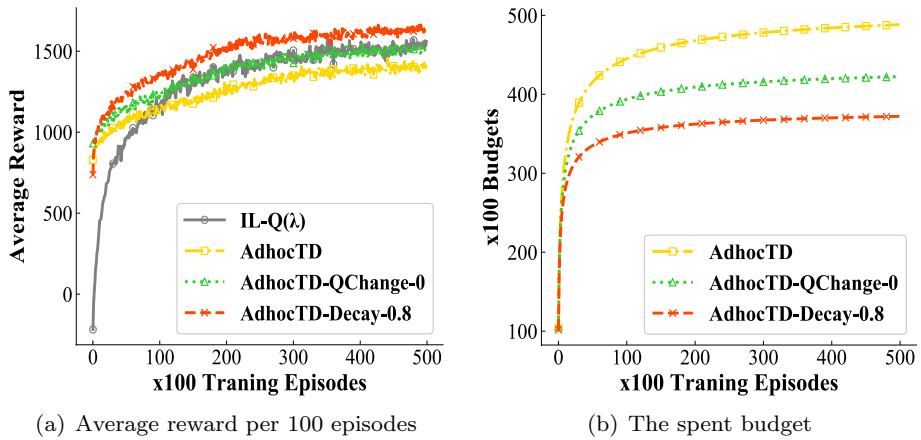 Average Reward
1500
1000
500
0
0
100
200
300
400
500
x100 Traning Episodes
IL-Q(λ)
AdhocTD
AdhocTD-QChange-0
AdhocTD-Decay-0.8
(a) Average reward per 100 episodes
x100 Budgets
500
400
300
200
100
0
100
200
300
400
500
x100 Traning Episodes
AdhocTD
AdhocTD-QChange-0
AdhocTD-Decay-0.8
(b) The spent budget